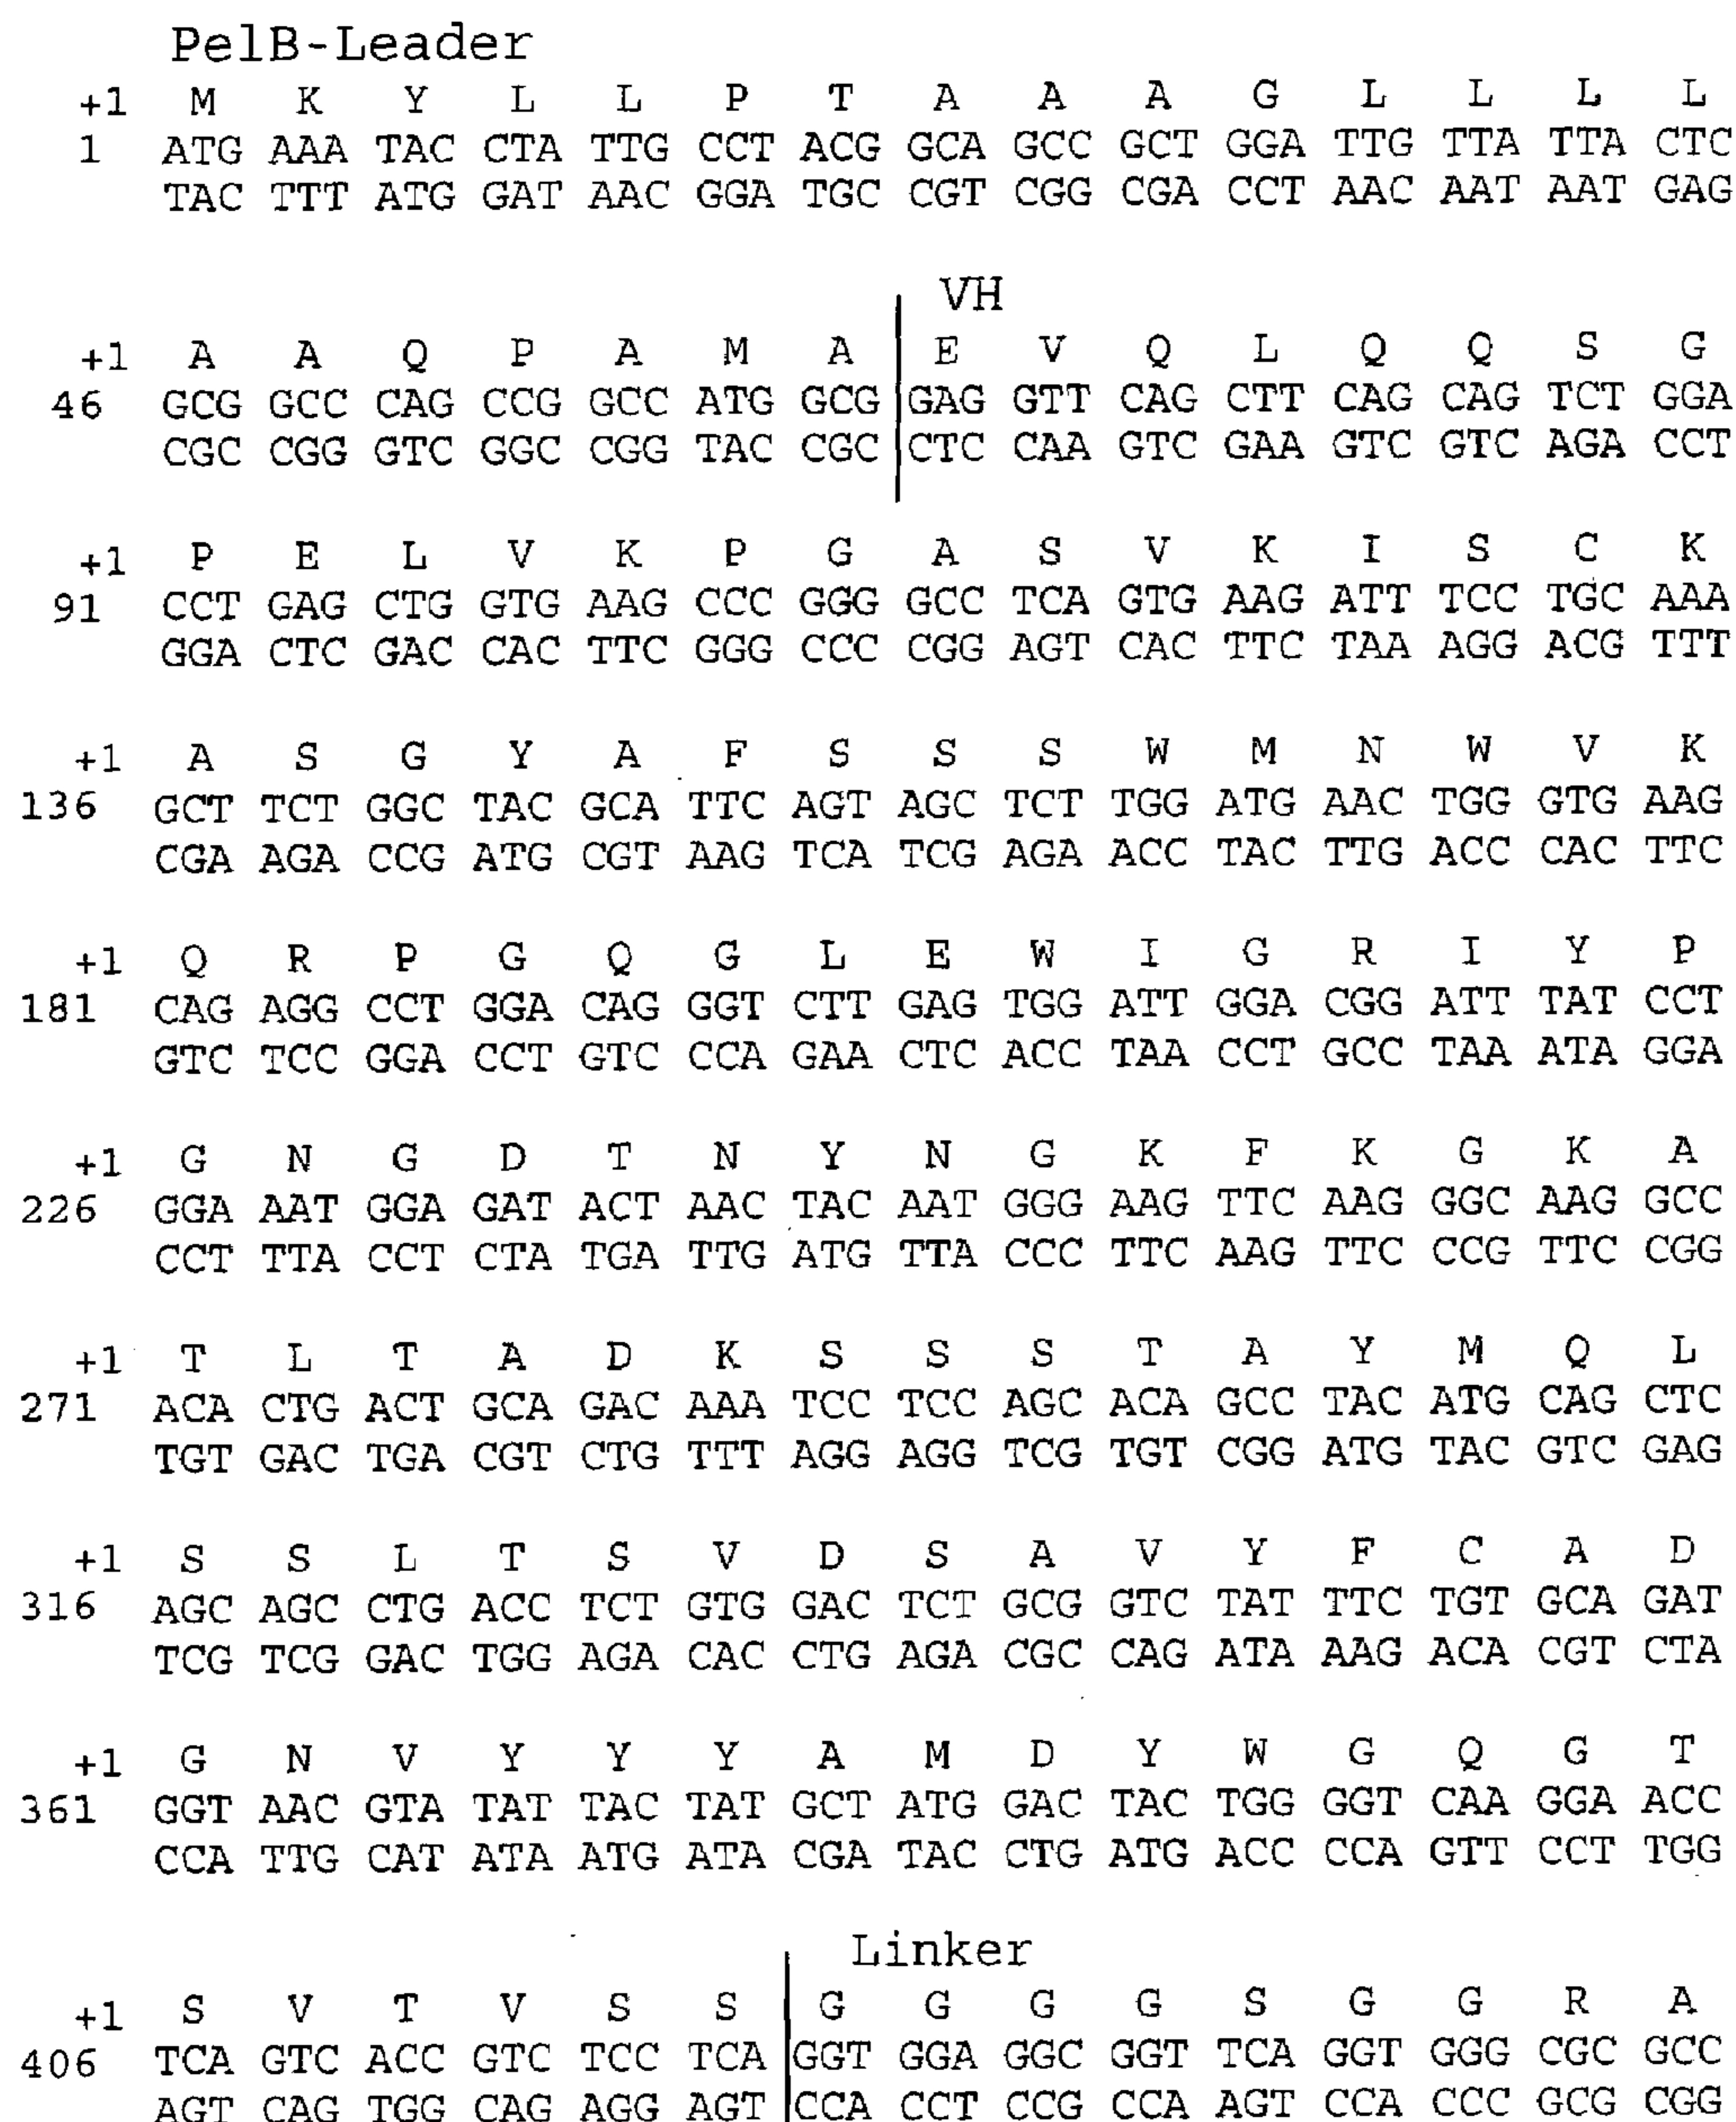 PelB-Leader
+1 M K Y L L P T A A A G L L L L
1 ATG AAA TAC CTA TTG CCT ACG GCA GCC GCT GGA TTG TTA TTA CTC
TAC TTT ATG GAT AAC GGA TGC CGT CGG CGA CCT AAC AAT AAT GAG
VH
+1 A A Q P A M A E V Q L Q Q S G
46 GCG GCC CAG CCG GCC ATG GCG GAG GTT CAG CTT CAG CAG TCT GGA
CGC CGG GTC GGC CGG TAC CGC CTC CAA GTC GAA GTC GTC AGA CCT
+1 P E L V K P G A S V K I S C K
91 CCT GAG CTG GTG AAG CCC GGG GCC TCA GTG AAG ATT TCC TGC AAA
GGA CTC GAC CAC TTC GGG CCC CGG AGT CAC TTC TAA AGG ACG TTT
+1 A S G Y A F S S S W M N W V K
136 GCT TCT GGC TAC GCA TTC AGT AGC TCT TGG ATG AAC TGG GTG AAG
CGA AGA CCG ATG CGT AAG TCA TCG AGA ACC TAC TTG ACC CAC TTC
+1 Q R P G Q G L E W I G R I Y P
181 CAG AGG CCT GGA CAG GGT CTT GAG TGG ATT GGA CGG ATT TAT CCT
GTC TCC GGA CCT GTC CCA GAA CTC ACC TAA CCT GCC TAA ATA GGA
+1 G N G D T N Y N G K F K G K A
226 GGA AAT GGA GAT ACT AAC TAC AAT GGG AAG TTC AAG GGC AAG GCC
CCT TTA CCT CTA TGA TTG ATG TTA CCC TTC AAG TTC CCG TTC CGG
+1 T L T A D K S S S T A Y M Q L
271 ACA CTG ACT GCA GAC AAA TCC TCC AGC ACA GCC TAC ATG CAG CTC
TGT GAC TGA CGT CTG TTT AGG AGG TCG TGT CGG ATG TAC GTC GAG
+1 S S L T S V D S A V Y F C A D
316 AGC AGC CTG ACC TCT GTG GAC TCT GCG GTC TAT TTC TGT GCA GAT
TCG TCG GAC TGG AGA CAC CTG AGA CGC CAG ATA AAG ACA CGT CTA
+1 G N V Y Y Y A M D Y W G Q G T
361 GGT AAC GTA TAT TAC TAT GCT ATG GAC TAC TGG GGT CAA GGA ACC
CCA TTG CAT ATA ATG ATA CGA TAC CTG ATG ACC CCA GTT CCT TGG
Linker
+1 S V T V S S G G G G S G G R A
406 TCA GTC ACC GTC TCC TCA GGT GGA GGC GGT TCA GGT GGG CGC GCC
AGT CAG TGG CAG AGG AGT CCA CCT CCG CCA AGT CCA CCC GCG CGG